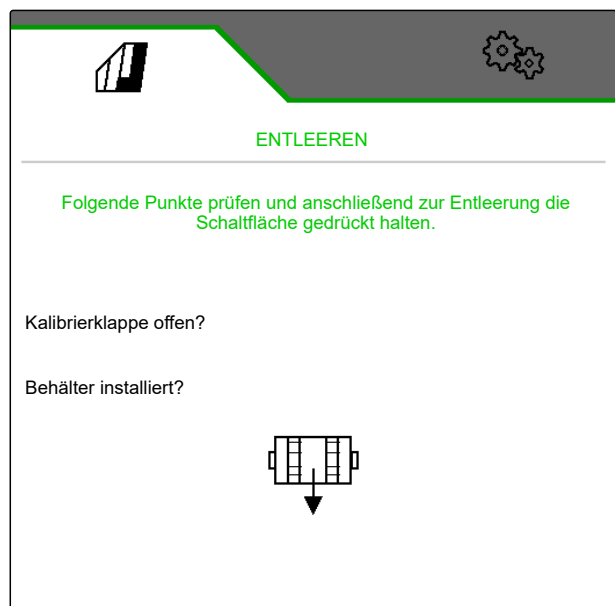 ENTLEEREN
Folgende Punkte prüfen und anschließend zur Entleerung die
Schaltfläche gedrückt halten.
Kalibrierklappe offen?
Behälter installiert?